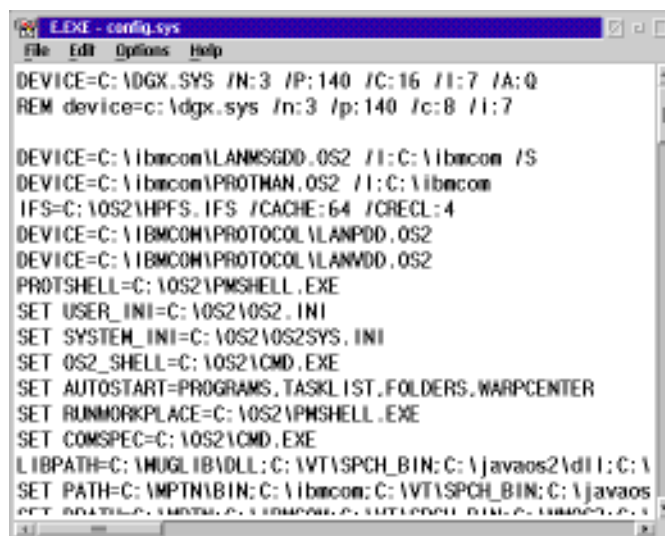 E.EXE - config.sys
File Edit Options Help
DEVICE=C:\DGX.SYS /N:3 /P:140 /C:16 /I:7 /A:Q
REM device=c:\dgx.sys /n:3 /p:140 /c:8 /i:7
DEVICE=C:\ibmcom\LANMSGDD.OS2 /I:C:\ibmcom /S
DEVICE=C:\ibmcom\PROTMAN.OS2 /I:C:\ibmcom
IFS=C:\OS2\HPFS.IFS /CACHE:64 /CRECL:4
DEVICE=C:\IBMCOM\PROTOCOL\LANPDD.OS2
DEVICE=C:\IBMCOM\PROTOCOL\LANVDD.OS2
PROTSHELL=C:\OS2\PMSHELL.EXE
SET USER_INI=C:\OS2\OS2.INI
SET SYSTEM_INI=C:\OS2\OS2SYS.INI
SET OS2_SHELL=C:\OS2\CMD.EXE
SET AUTOSTART=PROGRAMS,TASKLIST,FOLDERS,WARPCENTER
SET RUNWORKPLACE=C:\OS2\PMSHELL.EXE
SET COMSPEC=C:\OS2\CMD.EXE
LIBPATH=C:\MUGLIB\DLL;C:\VT\SPCH_BIN;C:\javaos2\dll;C:\
SET PATH=C:\MPTN\BIN;C:\ibmcom;C:\VT\SPCH_BIN;C:\javaos